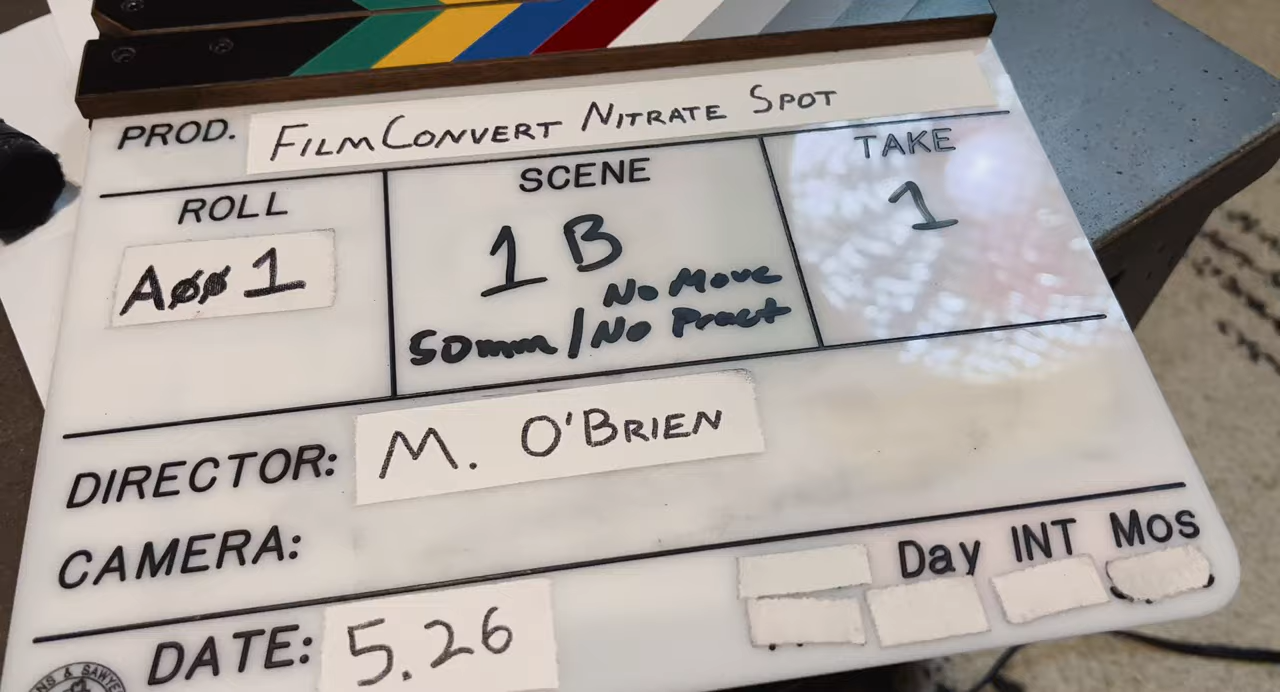 PROD. FILMCONVERT NITRATE SPOT
ROLL SCENE TAKE
AØØ1 1B 1
No Move
50mm/No Pract
DIRECTOR: M. O'BRIEN
CAMERA:
Day INT Mos
DATE: 5.26
& SAWYER